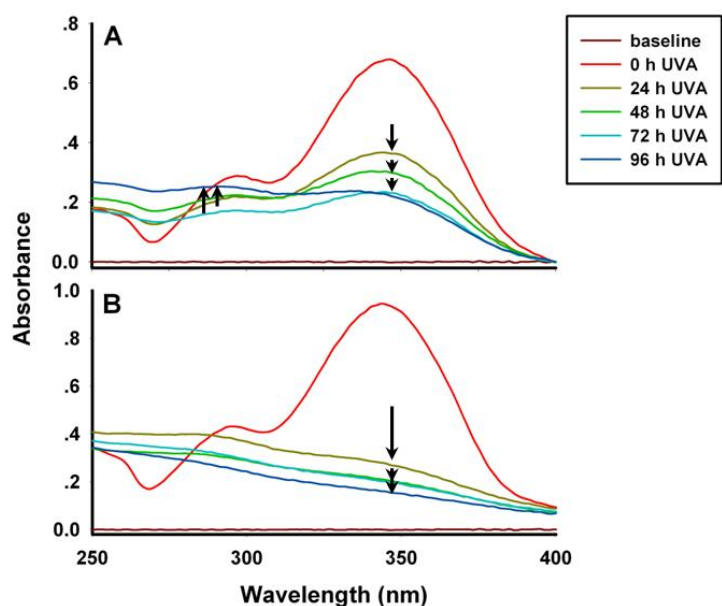 A
.8
.6
.4
.2
0.0
baseline
0 h UVA
24 h UVA
48 h UVA
72 h UVA
96 h UVA
B
1.0
.8
.6
.4
.2
0.0
250
300
350
400
Absorbance
Wavelength (nm)